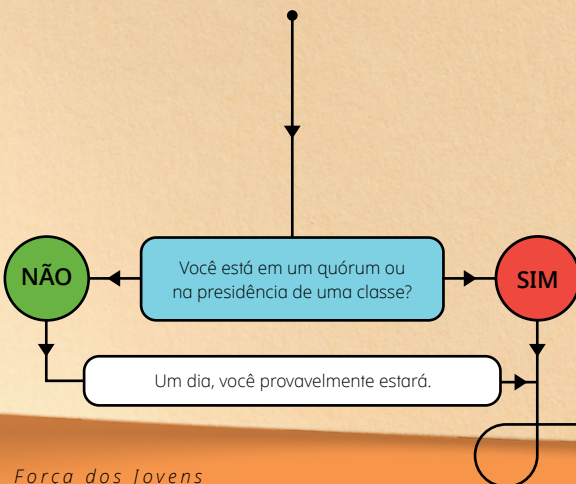 Você está em um quórum ou
na presidência de uma classe?
NÃO
SIM
Um dia, você provavelmente estará.
Força dos Jovens